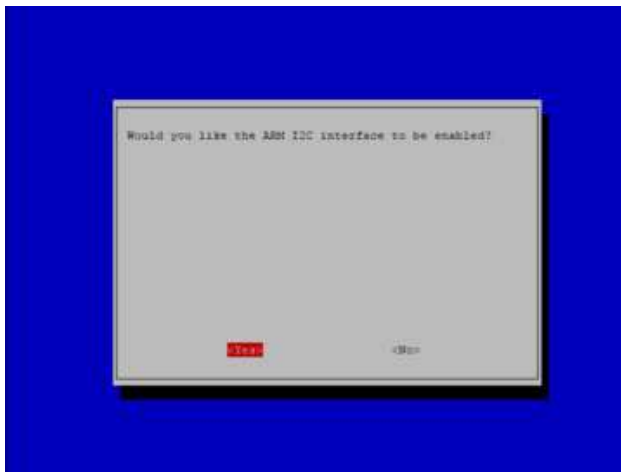 Would you like the ARM I2C interface to be enabled?
<Yes> <No>